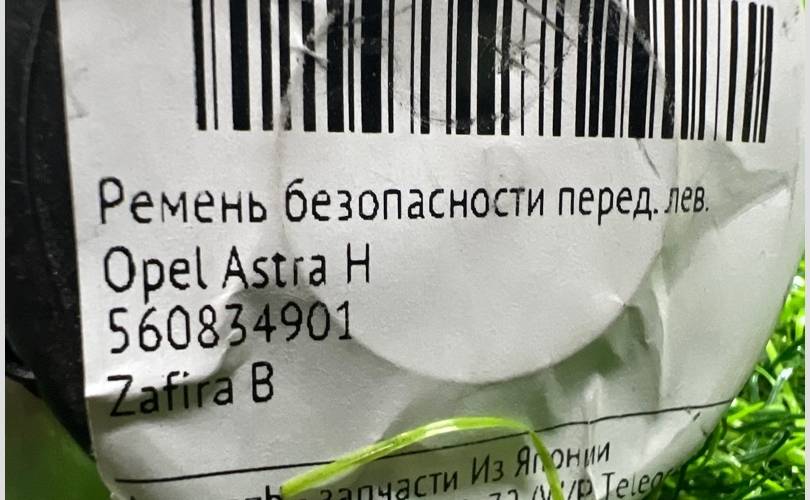 Ремень безопасности перед. лев.
Opel Astra H
560834901
Zafira B
запчасти Из Японии